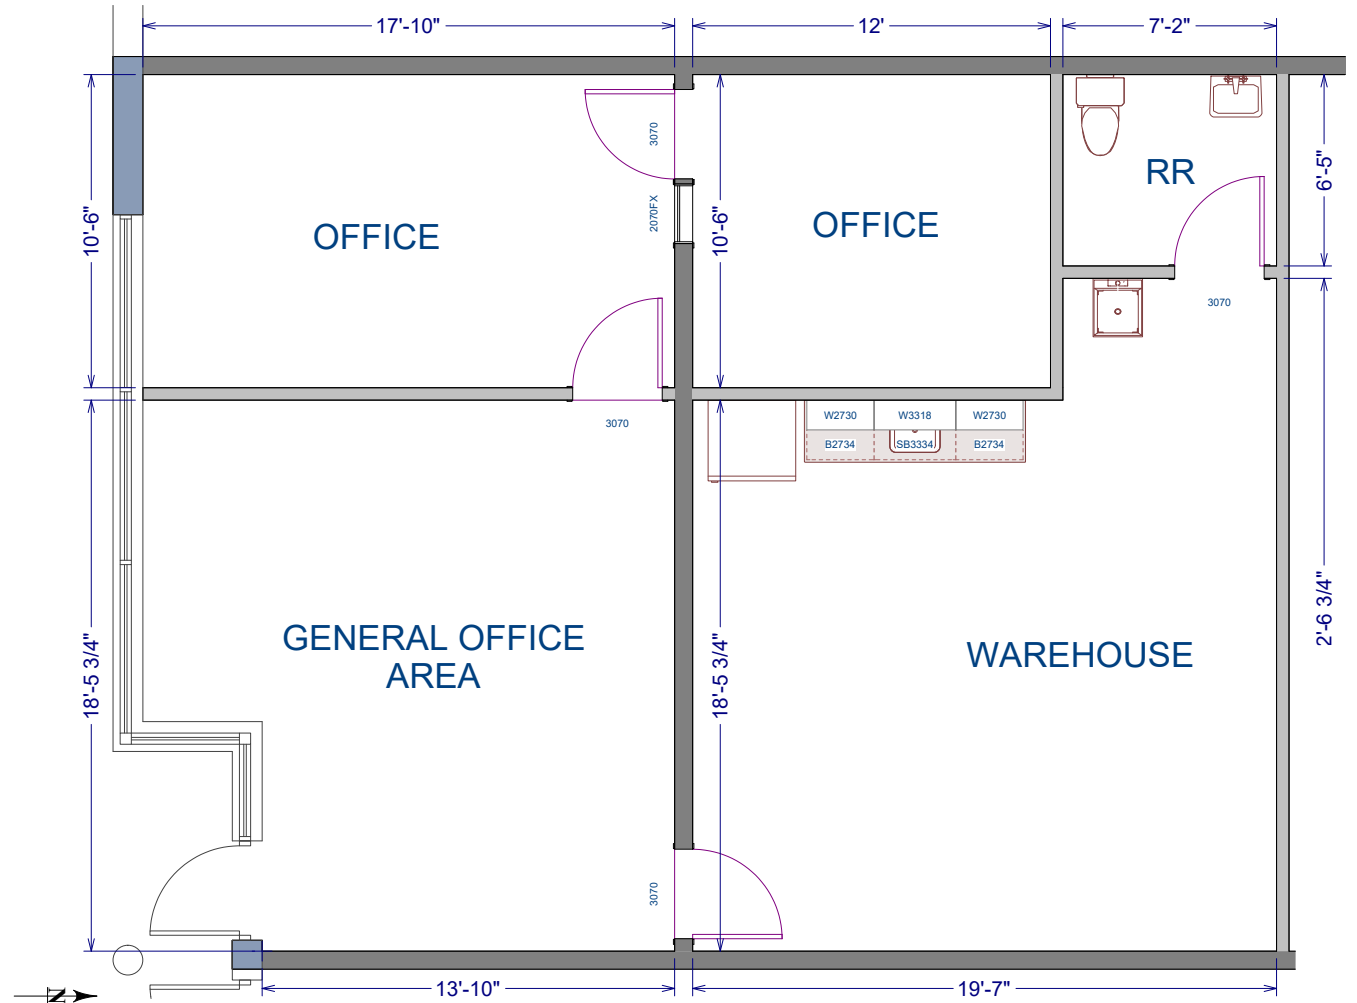 17'-10"
12'
7'-2"
3070
2070FX
10'-6"
OFFICE
10'-6"
OFFICE
RR
6'-5"
3070
3070
W2730
W3318
W2730
B2734
SB3334
B2734
GENERAL OFFICE
AREA
WAREHOUSE
18'-5 3/4"
18'-5 3/4"
2'-6 3/4"
3070
N
13'-10"
19'-7"